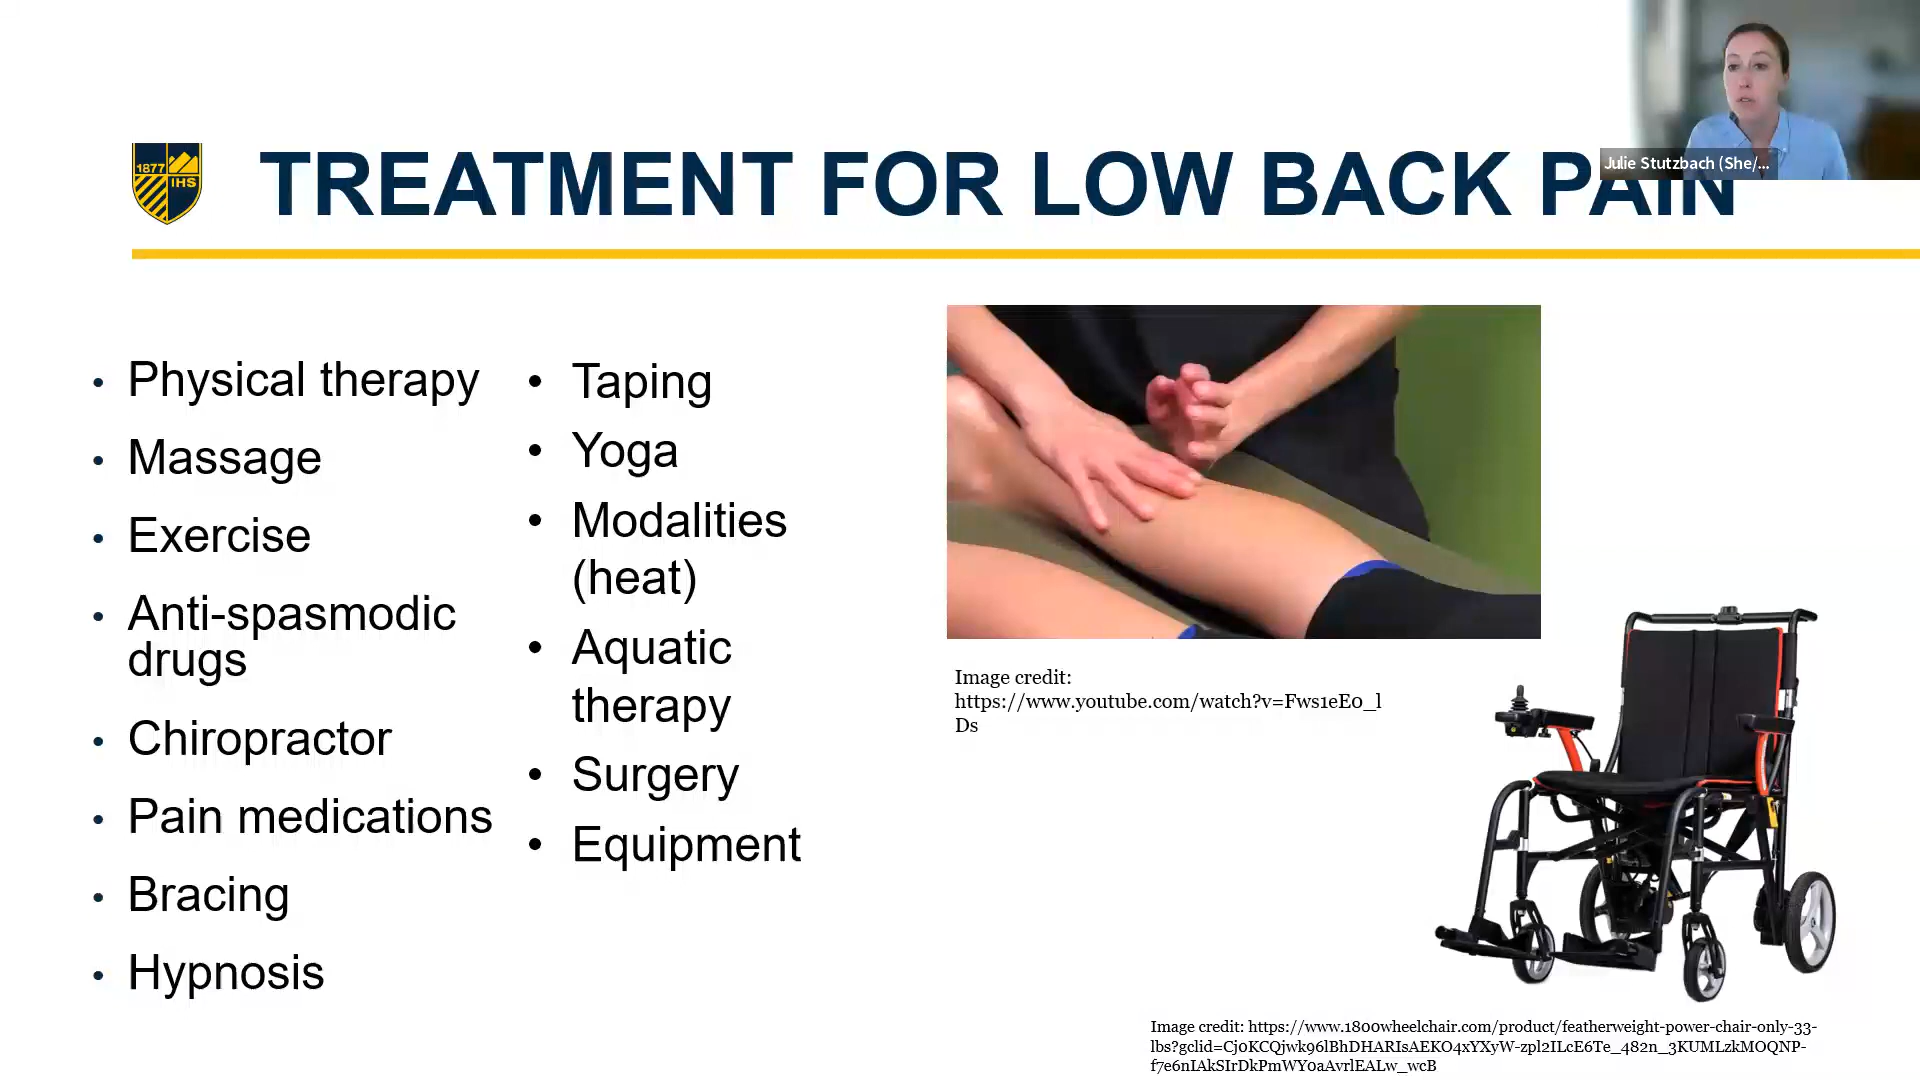 Julie Stutzbach (She/...
1877
IHS
TREATMENT FOR LOW BACK PAIN
Physical therapy
Massage
Exercise
Anti-spasmodic
drugs
Chiropractor
Pain medications
Bracing
Hypnosis
Taping
Yoga
Modalities
(heat)
Aquatic
therapy
Surgery
Equipment
Image credit:
https://www.youtube.com/watch?v=Fws1eE0_l
Ds
Image credit: https://www.1800wheelchair.com/product/featherweight-power-chair-only-33-
lbs?gclid=Cj0KCQjwk96lBhDHARIsAEKO4xYXyW-zpl2ILcE6Te_482n_3KUMLzkMOQNP-
f7e6nIAkSIrDkPmWY0aAvrlEALw_wcB